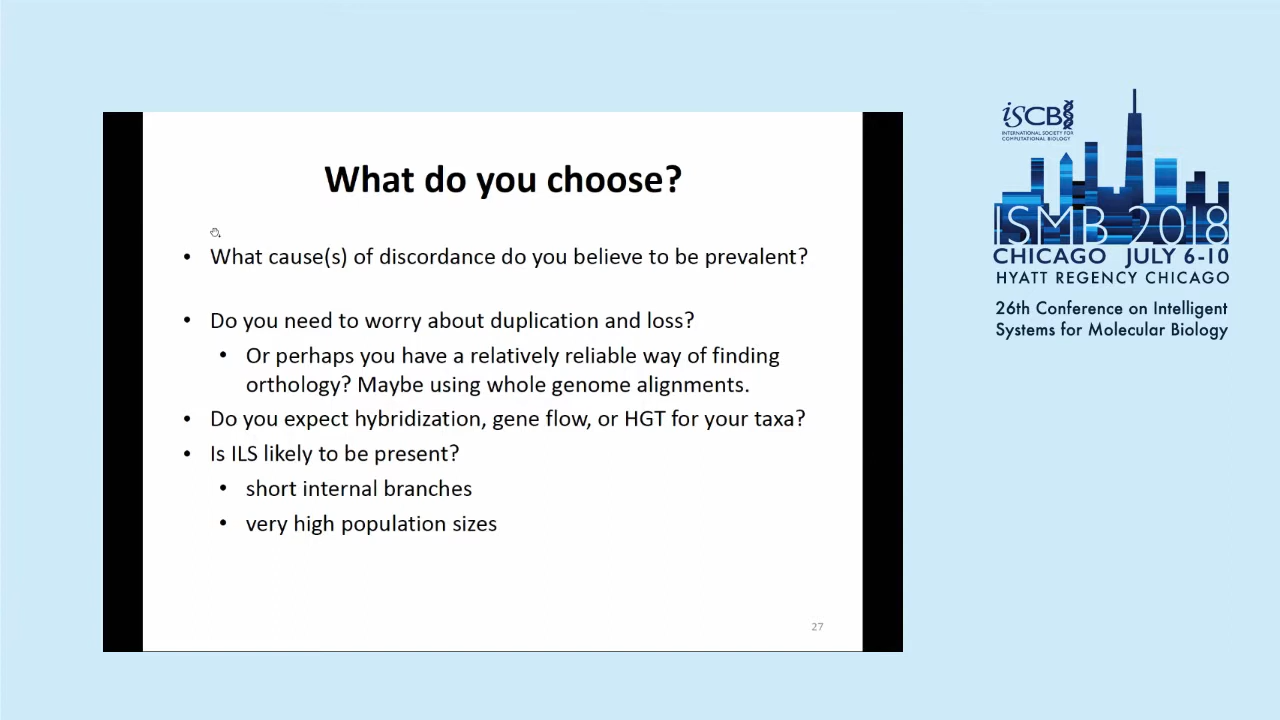 What do you choose?
• What cause(s) of discordance do you believe to be prevalent?
• Do you need to worry about duplication and loss?
• Or perhaps you have a relatively reliable way of finding
orthology? Maybe using whole genome alignments.
• Do you expect hybridization, gene flow, or HGT for your taxa?
• Is ILS likely to be present?
• short internal branches
• very high population sizes
27
iSCB
INTERNATIONAL SOCIETY FOR
COMPUTATIONAL BIOLOGY
ISMB 2018
CHICAGO JULY 6-10
HYATT REGENCY CHICAGO
26th Conference on Intelligent
Systems for Molecular Biology